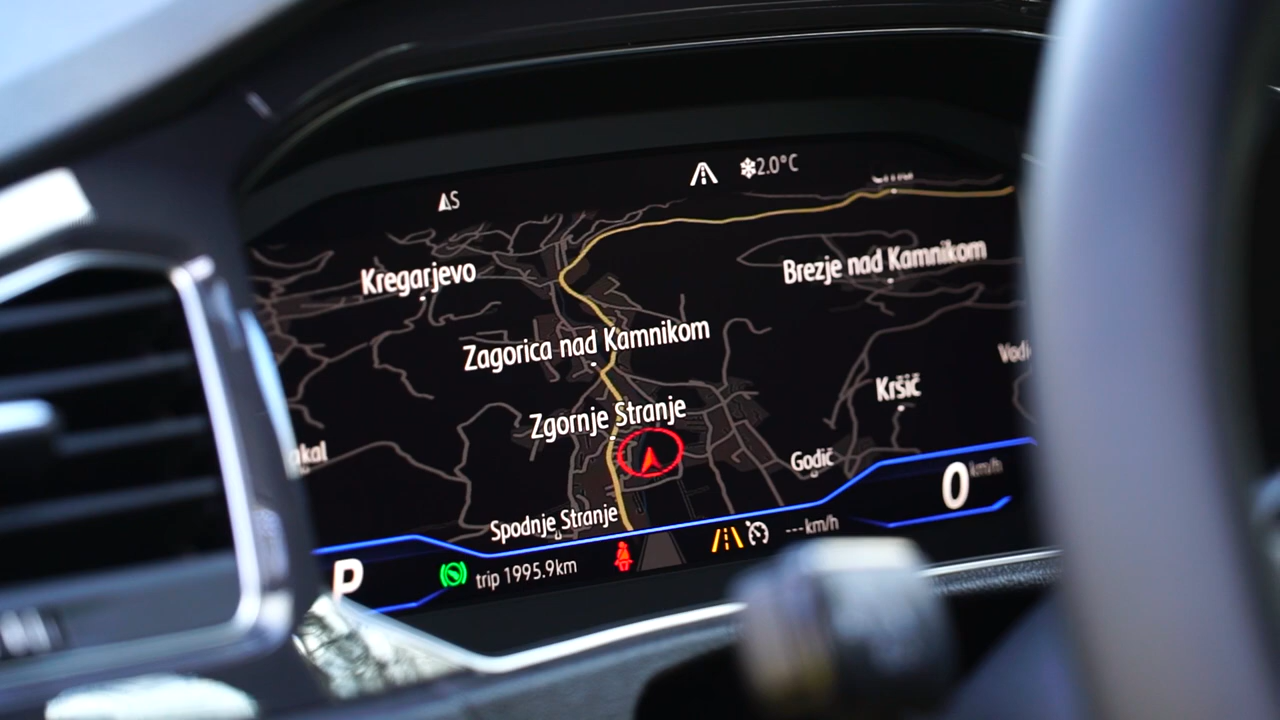 S
2.0°C
Kregarjevo
Brezje nad Kamnikom
Zagorica nad Kamnikom
Kršič
Zgornje Stranje
Godič
Spodnje Stranje
0 km/h
---km/h
P
trip 1995.9km